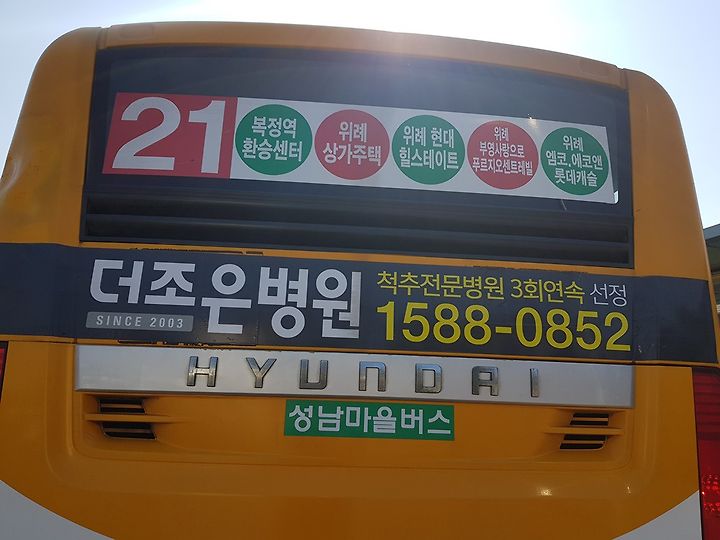 21
복정역
환승센터
위례
상가주택
위례 현대
힐스테이트
위례
부영사랑으로
푸르지오센트레빌
위례
엠코.에코앤
롯데캐슬
더조은병원
SINCE 2003
척추전문병원 3회연속 선정
1588-0852
HYUNDAI
성남마을버스